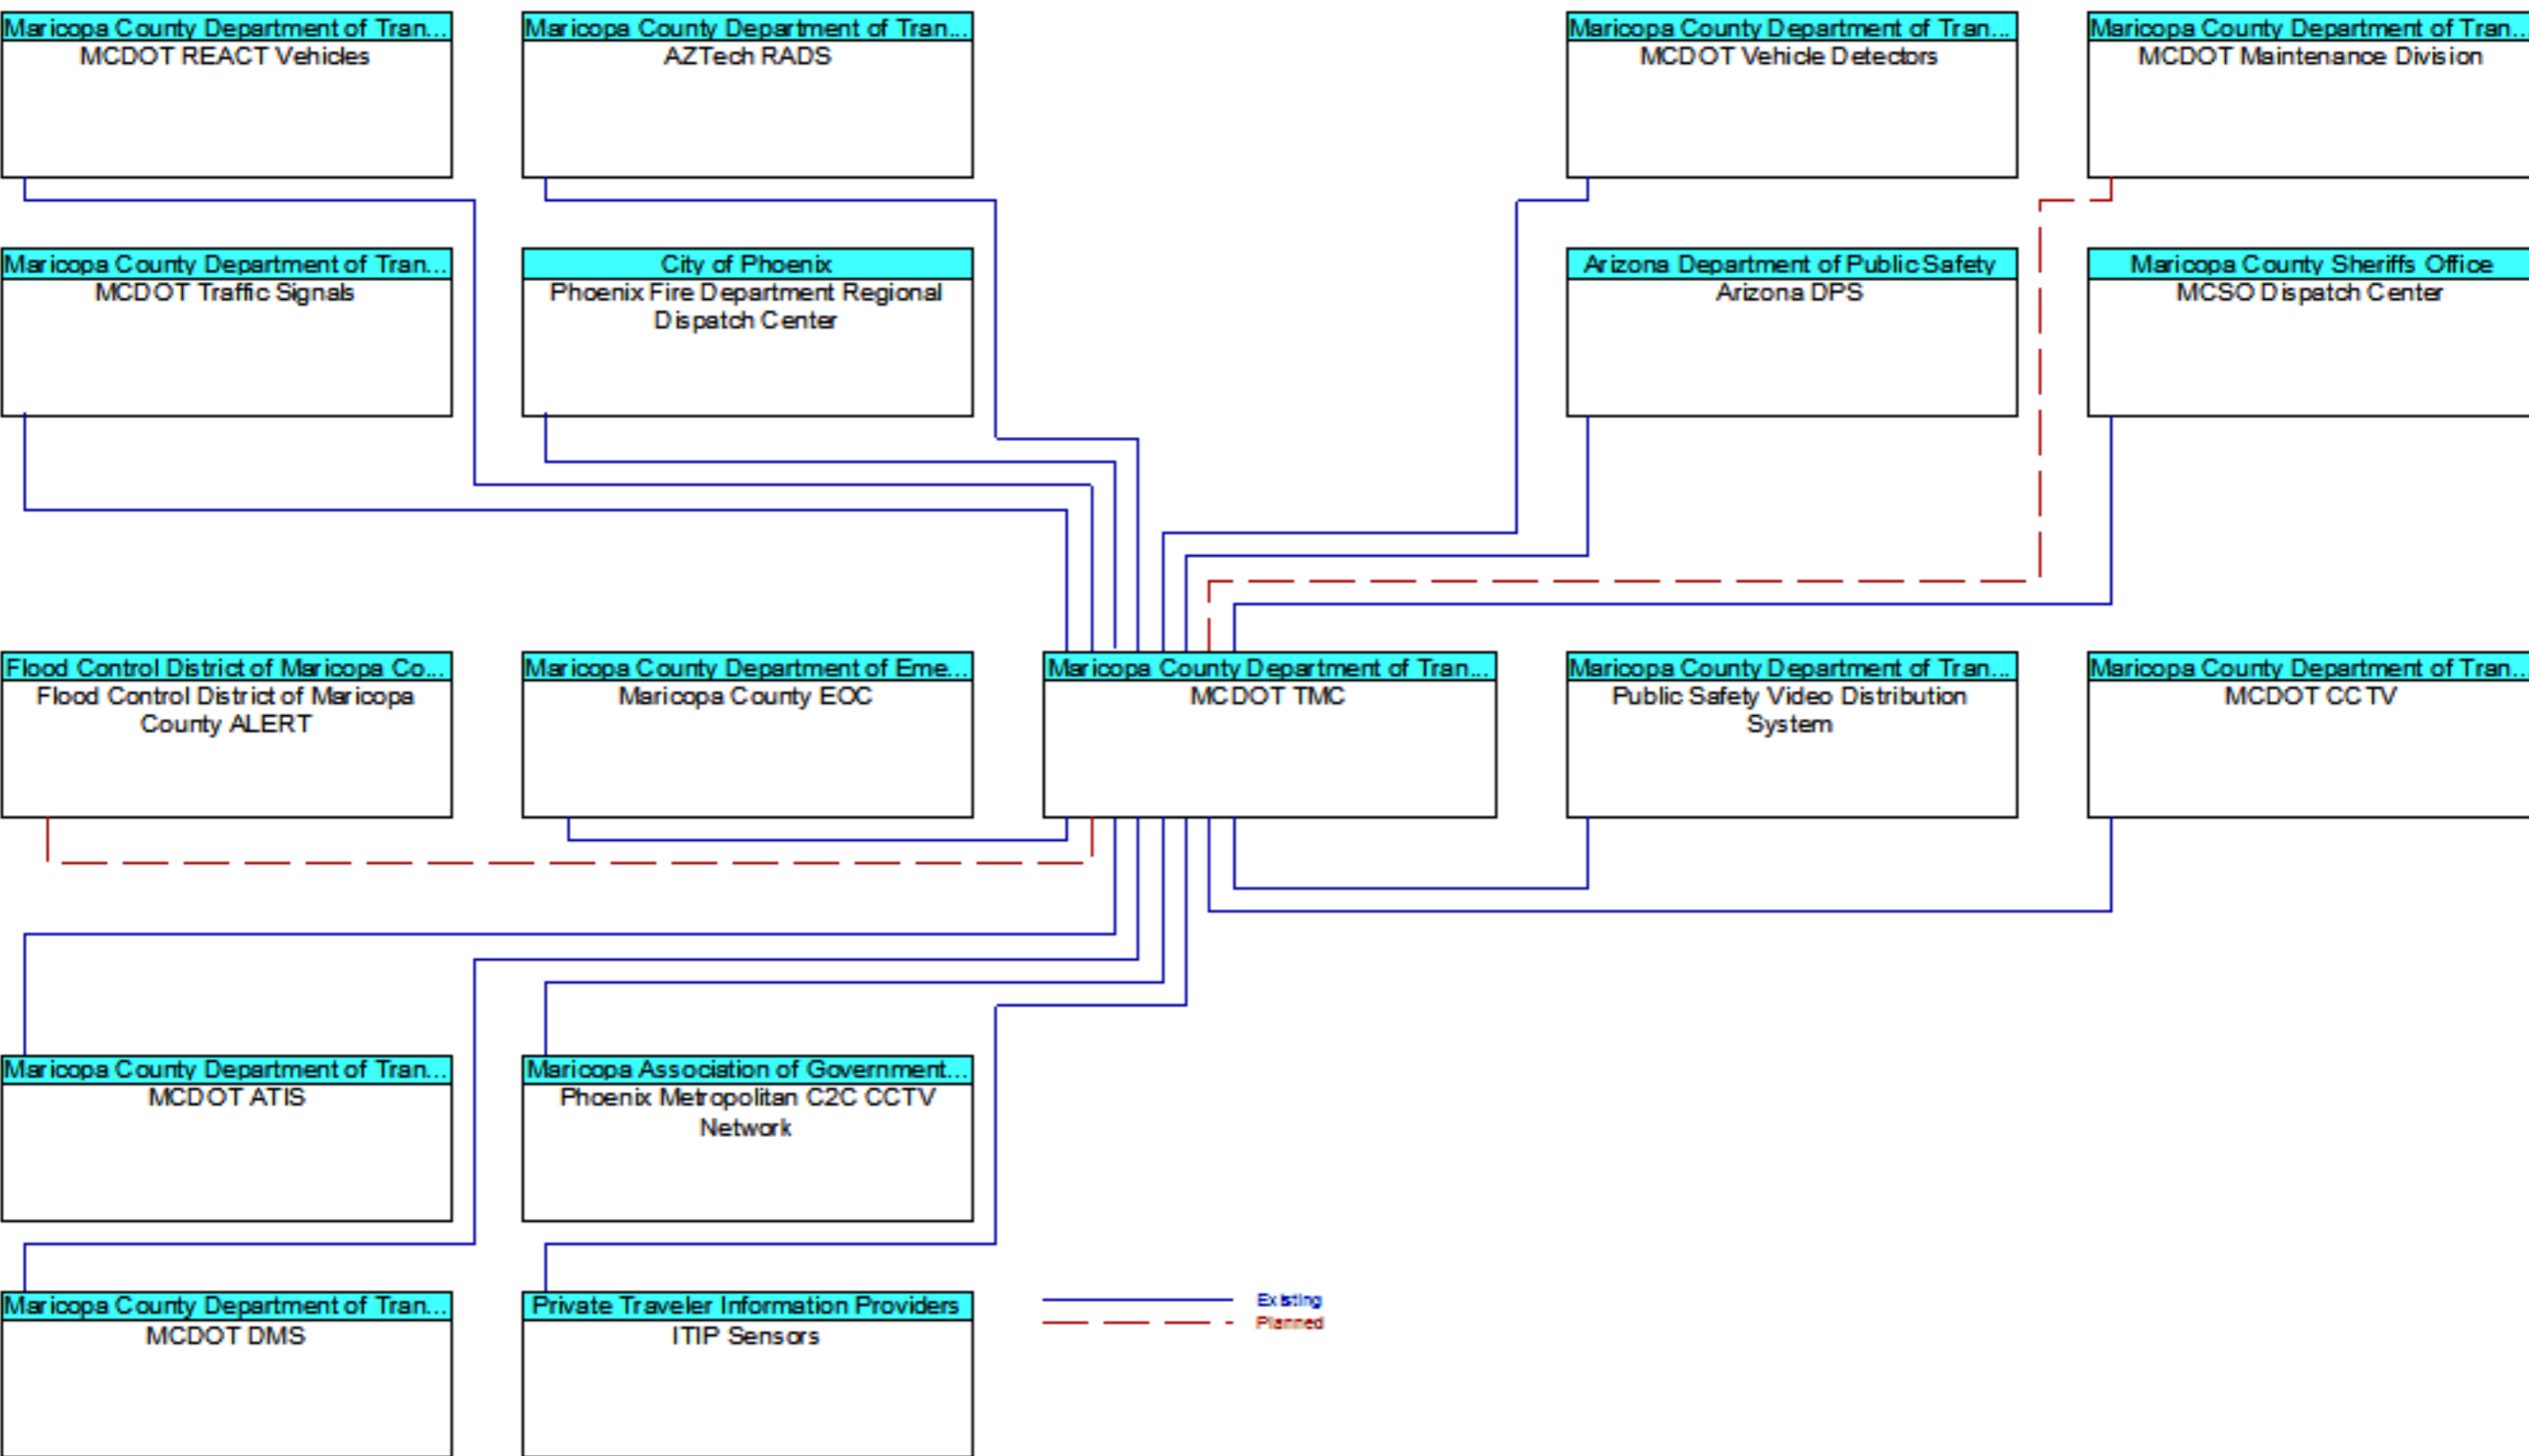 Maricopa County Department of Tran...
MCDOT REACT Vehicles
Maricopa County Department of Tran...
AZTech RADS
Maricopa County Department of Tran...
MCDOT Vehicle Detectors
Maricopa County Department of Tran...
MCDOT Maintenance Division
Maricopa County Department of Tran...
MCDOT Traffic Signals
City of Phoenix
Phoenix Fire Department Regional
Dispatch Center
Arizona Department of Public Safety
Arizona DPS
Maricopa County Sheriffs Office
MCSO Dispatch Center
Flood Control District of Maricopa Co...
Flood Control District of Maricopa
County ALERT
Maricopa County Department of Eme...
Maricopa County EOC
Maricopa County Department of Tran...
MCDOT TMC
Maricopa County Department of Tran...
Public Safety Video Distribution
System
Maricopa County Department of Tran...
MCDOT CCTV
Maricopa County Department of Tran...
MCDOT ATIS
Maricopa Association of Government...
Phoenix Metropolitan C2C CCTV
Network
Maricopa County Department of Tran...
MCDOT DMS
Private Traveler Information Providers
ITIP Sensors
Existing
Planned